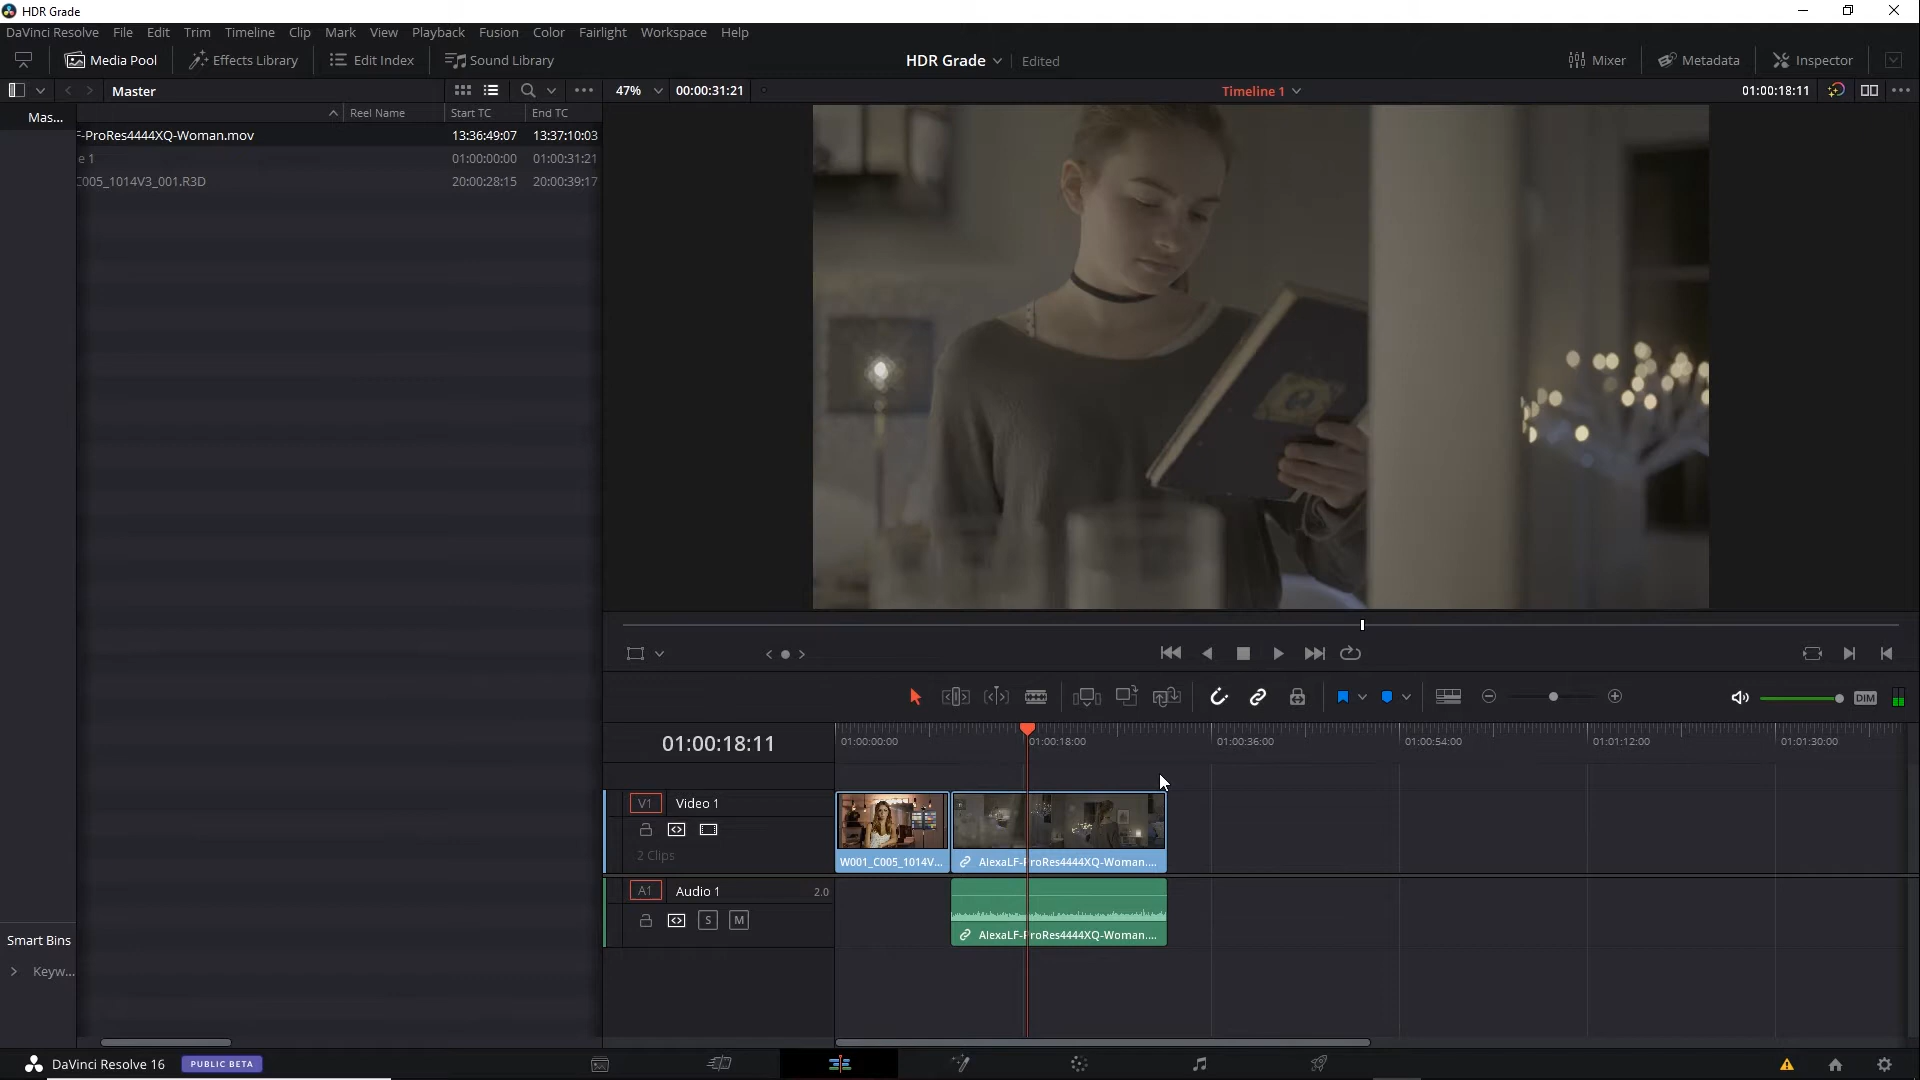 HDR Grade
DaVinci Resolve File Edit Trim Timeline Clip Mark View Playback Fusion Color Fairlight Workspace Help
Media Pool Effects Library Edit Index Sound Library HDR Grade Edited Mixer Metadata Inspector
Master 47% 00:00:31:21 Timeline 1 01:00:18:11
Mas... Reel Name Start TC End TC
F-ProRes4444XQ-Woman.mov 13:36:49:07 13:37:10:03
e 1 01:00:00:00 01:00:31:21
C005_1014V3_001.R3D 20:00:28:15 20:00:39:17
DIM
01:00:18:11 01:00:00:00 01:00:18:00 01:00:36:00 01:00:54:00 01:01:12:00 01:01:30:00
V1 Video 1
2 Clips W001_C005_1014V... AlexaLF-ProRes4444XQ-Woman....
A1 Audio 1 2.0
S M
AlexaLF-ProRes4444XQ-Woman....
Smart Bins
Keyw...
DaVinci Resolve 16 PUBLIC BETA